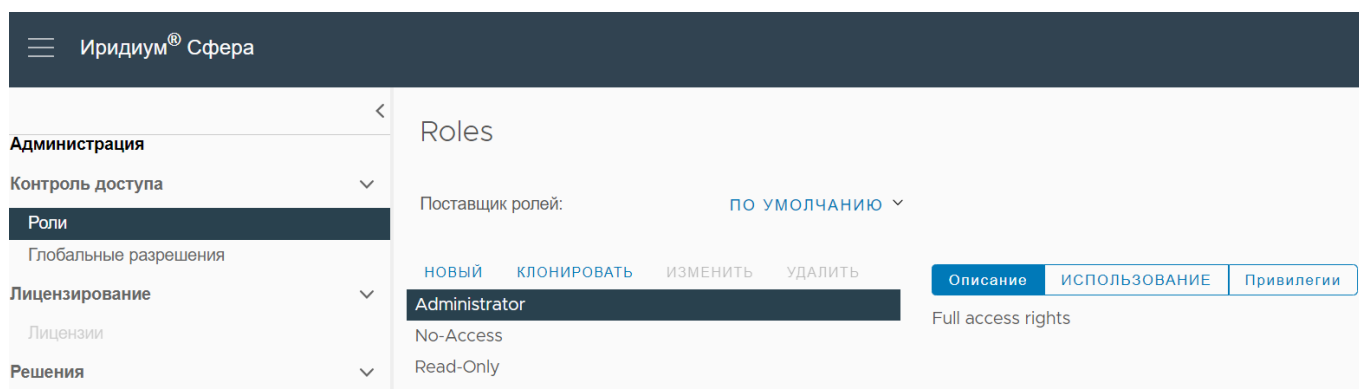 Иридиум® Сфера
Администрация
Контроль доступа
Роли
Глобальные разрешения
Лицензирование
Лицензии
Решения
Roles
Поставщик ролей: ПО УМОЛЧАНИЮ
НОВЫЙ КЛОНИРОВАТЬ ИЗМЕНИТЬ УДАЛИТЬ
Administrator
No-Access
Read-Only
Описание ИСПОЛЬЗОВАНИЕ Привилегии
Full access rights